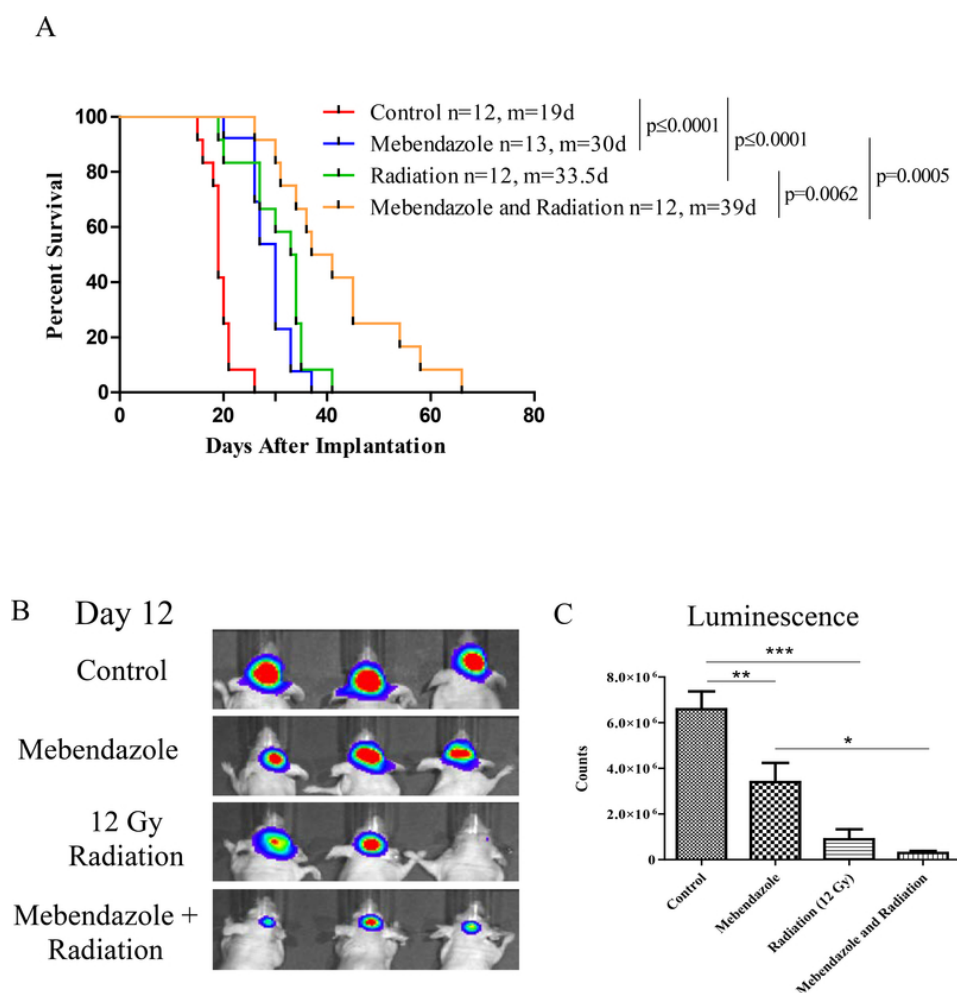 A
100
80
60
40
20
0
Percent Survival
0 20 40 60 80
Days After Implantation
Control n=12, m=19d
Mebendazole n=13, m=30d
Radiation n=12, m=33.5d
Mebendazole and Radiation n=12, m=39d
p≤0.0001
p≤0.0001
p=0.0062
p=0.0005
B
Day 12
Control
Mebendazole
12 Gy
Radiation
Mebendazole +
Radiation
C
Luminescence
***
**
*
8.0×10⁶
6.0×10⁶
4.0×10⁶
2.0×10⁶
0
Counts
Control
Mebendazole
Radiation (12 Gy)
Mebendazole and Radiation